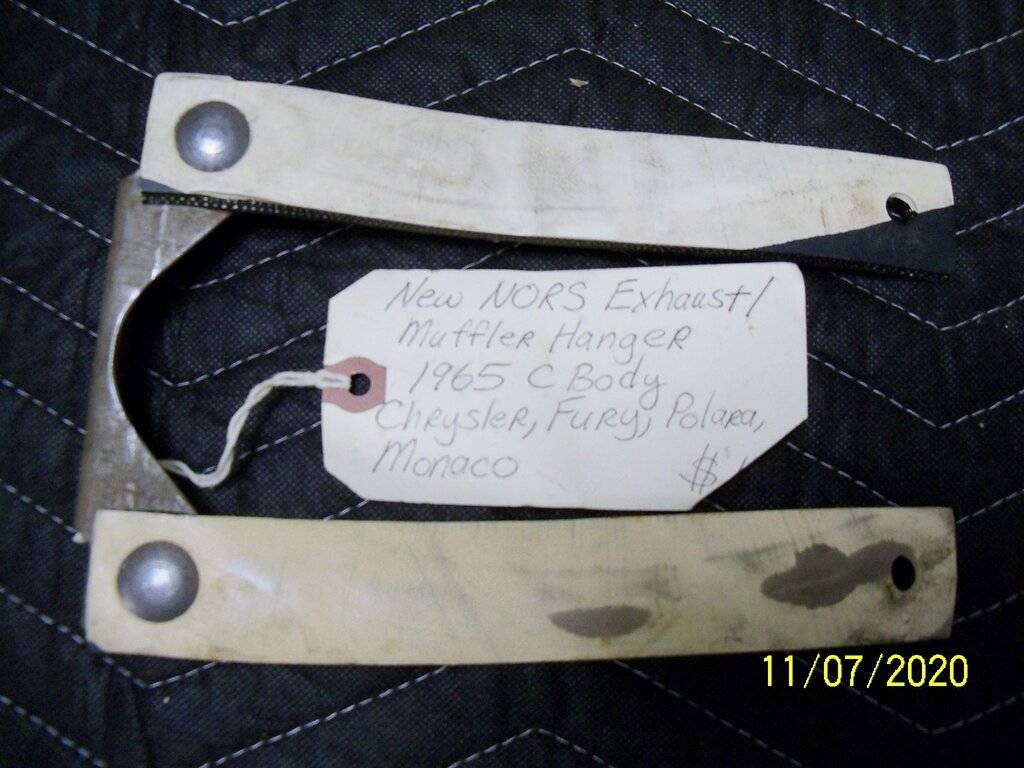 New NORS Exhaust/
Muffler Hanger
1965 C Body
Chrysler, Fury, Polara,
Monaco
$
11/07/2020